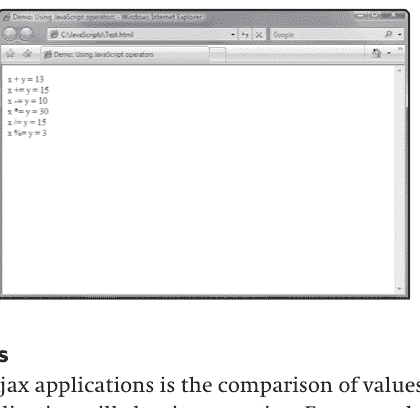 Demo: Using JavaScript operators - Windows Internet Explorer
C:\JavaScripts\Test.html
Google
Demo: Using JavaScript operators
x + y = 13
x += y = 15
x -= y = 10
x *= y = 30
x /= y = 15
x %= y = 3
s
jax applications is the comparison of values